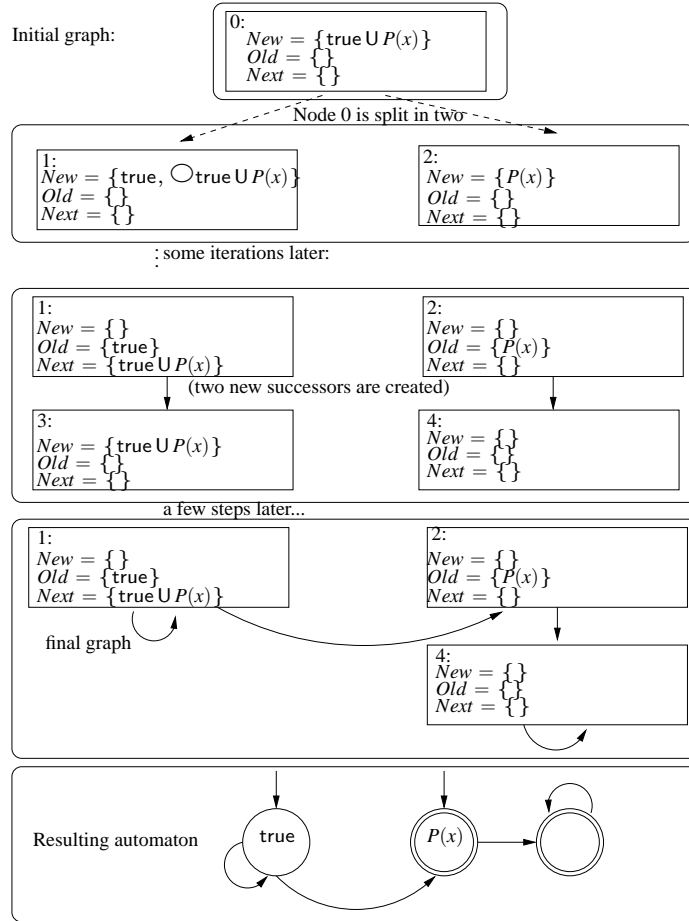 Initial graph:
0:
New = {true U P(x)}
Old = {}
Next = {}
Node 0 is split in two
1:
New = {true, ◯true U P(x)}
Old = {}
Next = {}
2:
New = {P(x)}
Old = {}
Next = {}
some iterations later:
1:
New = {}
Old = {true}
Next = {true U P(x)}
2:
New = {}
Old = {P(x)}
Next = {}
(two new successors are created)
3:
New = {true U P(x)}
Old = {}
Next = {}
4:
New = {}
Old = {}
Next = {}
a few steps later...
1:
New = {}
Old = {true}
Next = {true U P(x)}
2:
New = {}
Old = {P(x)}
Next = {}
final graph
4:
New = {}
Old = {}
Next = {}
Resulting automaton
true
P(x)